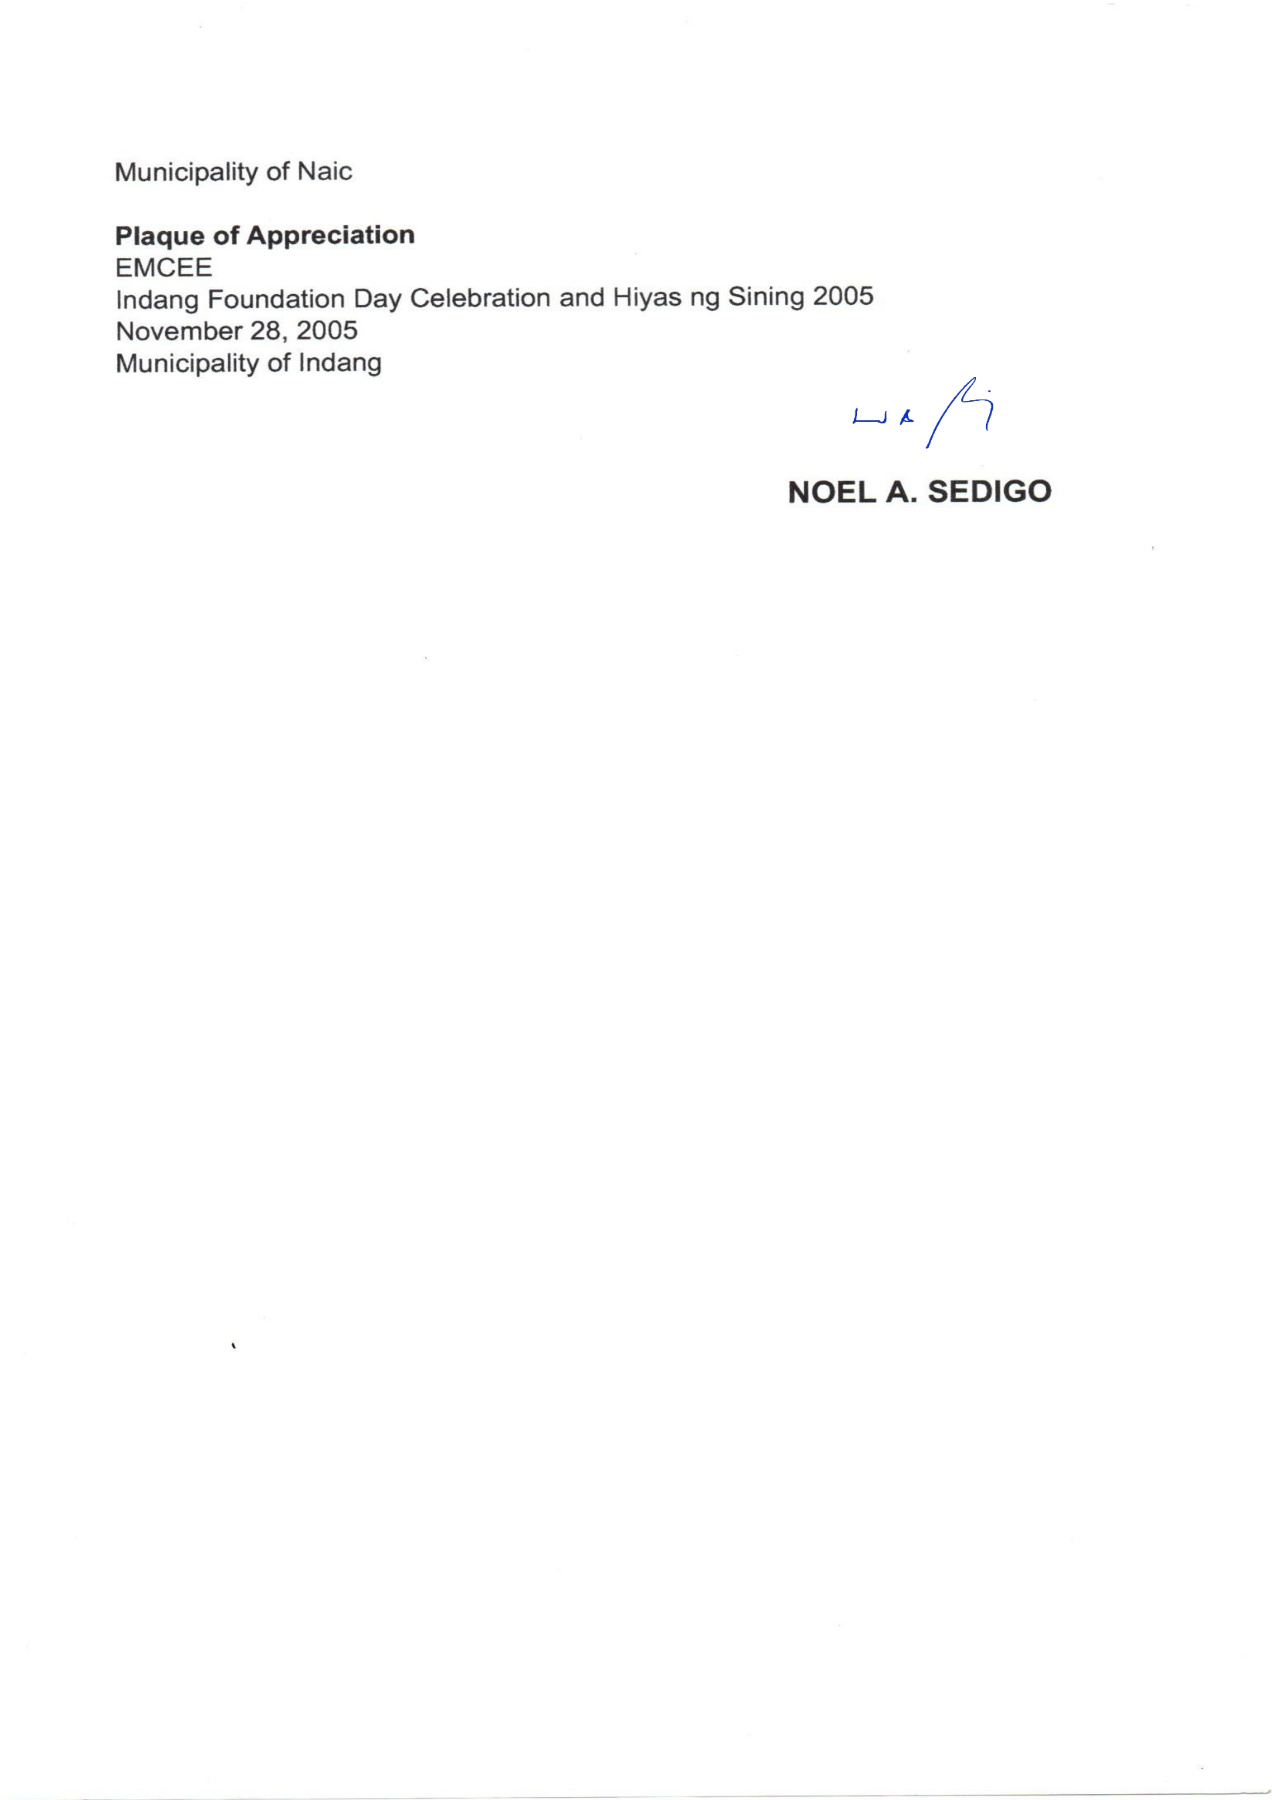 Municipality of Naic
Plaque of Appreciation
EMCEE
Indang Foundation Day Celebration and Hiyas ng Sining 2005
November 28, 2005
Municipality of Indang
NOEL A. SEDIGO